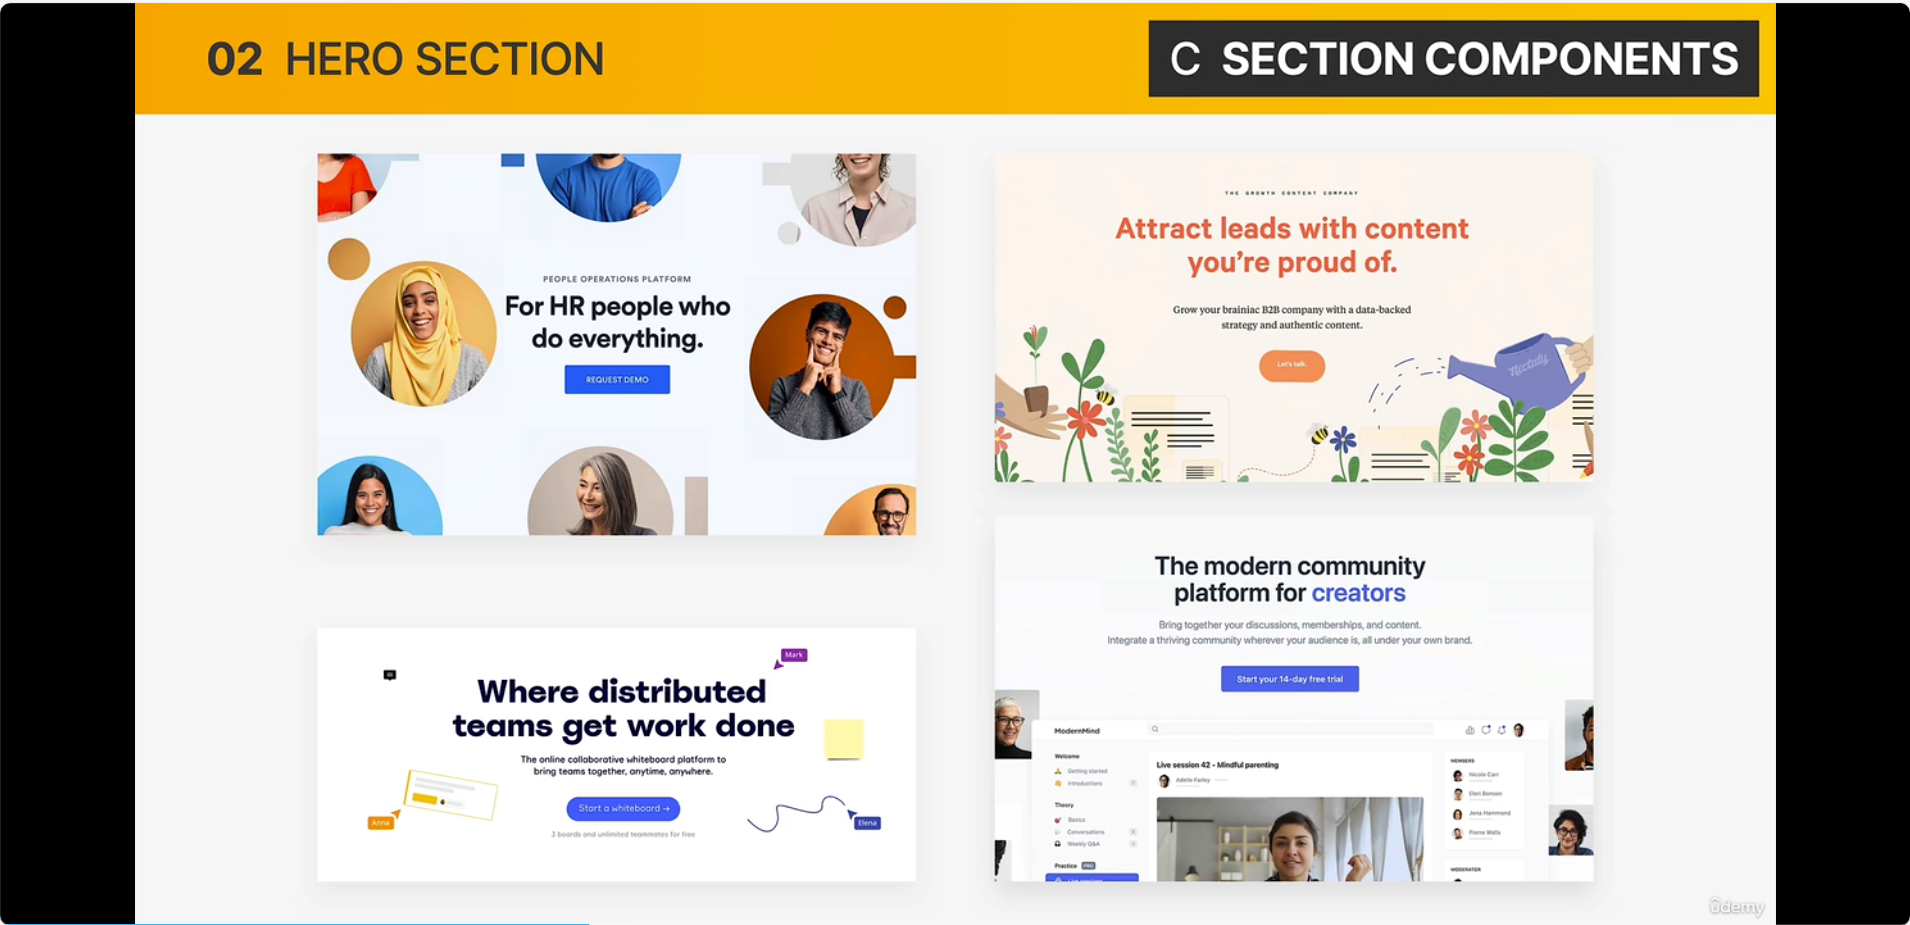 02 HERO SECTION
C SECTION COMPONENTS
PEOPLE OPERATIONS PLATFORM
For HR people who
do everything.
REQUEST DEMO
THE GROWTH CONTENT COMPANY
Attract leads with content
you're proud of.
Grow your brainiac B2B company with a data-backed
strategy and authentic content.
Let's talk.
Where distributed
teams get work done
The online collaborative whiteboard platform to
bring teams together, anytime, anywhere.
Start a whiteboard →
3 boards and unlimited teammates for free
Mark
Anna
Elena
The modern community
platform for creators
Bring together your discussions, memberships, and content.
Integrate a thriving community wherever your audience is, all under your own brand.
Start your 14-day free trial
ModernMind
Welcome
Getting started
Introductions
Theory
Basics
Conversations
Weekly Q&A
Practice PRO
Live sessions
Live session 42 - Mindful parenting
Adelle Farley
MEMBERS
Nicole Carr
Eleri Benson
Jena Hammond
Pierre Wells
MODERATOR
ûdemy